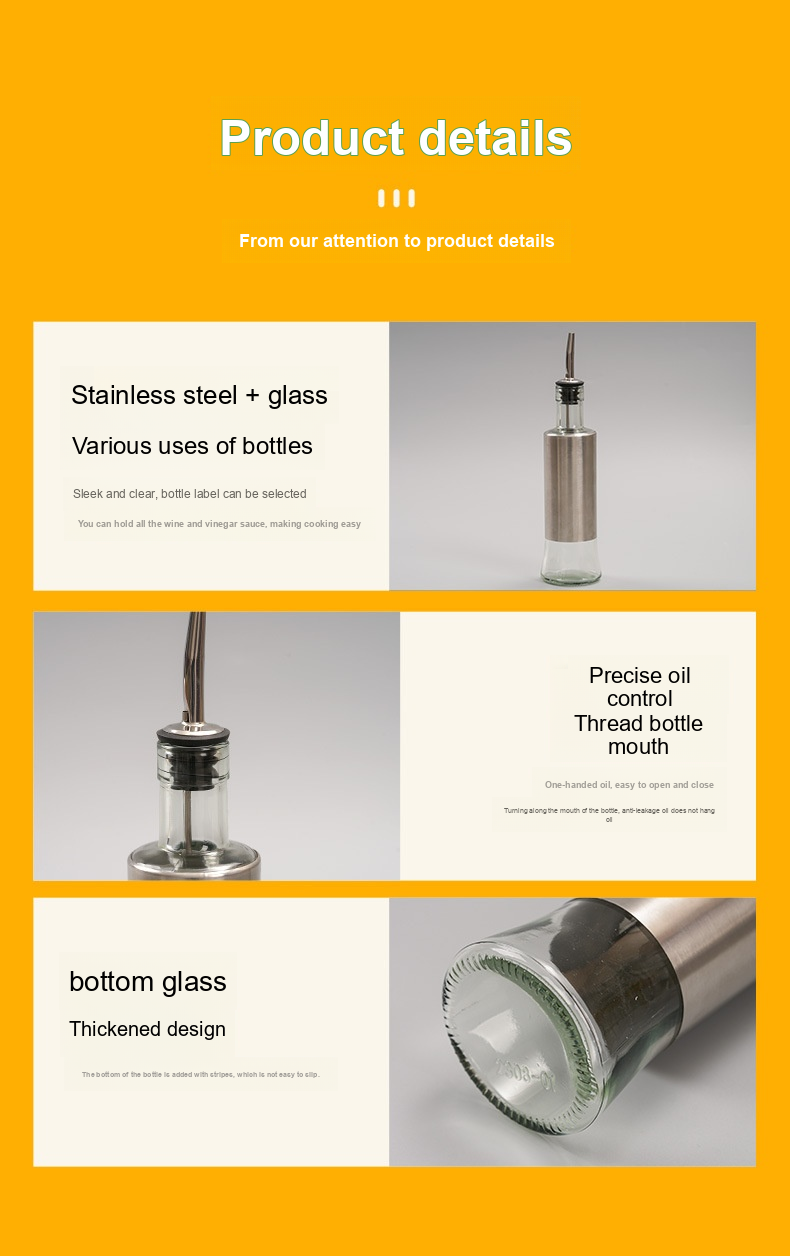 Product details
From our attention to product details
Stainless steel + glass
Various uses of bottles
Sleek and clear, bottle label can be selected
You can hold all the wine and vinegar sauce, making cooking easy
Precise oil
control
Thread bottle
mouth
One-handed oil, easy to open and close
Turning along the mouth of the bottle, anti-leakage oil does not hang
oil
bottom glass
Thickened design
The bottom of the bottle is added with stripes, which is not easy to slip.